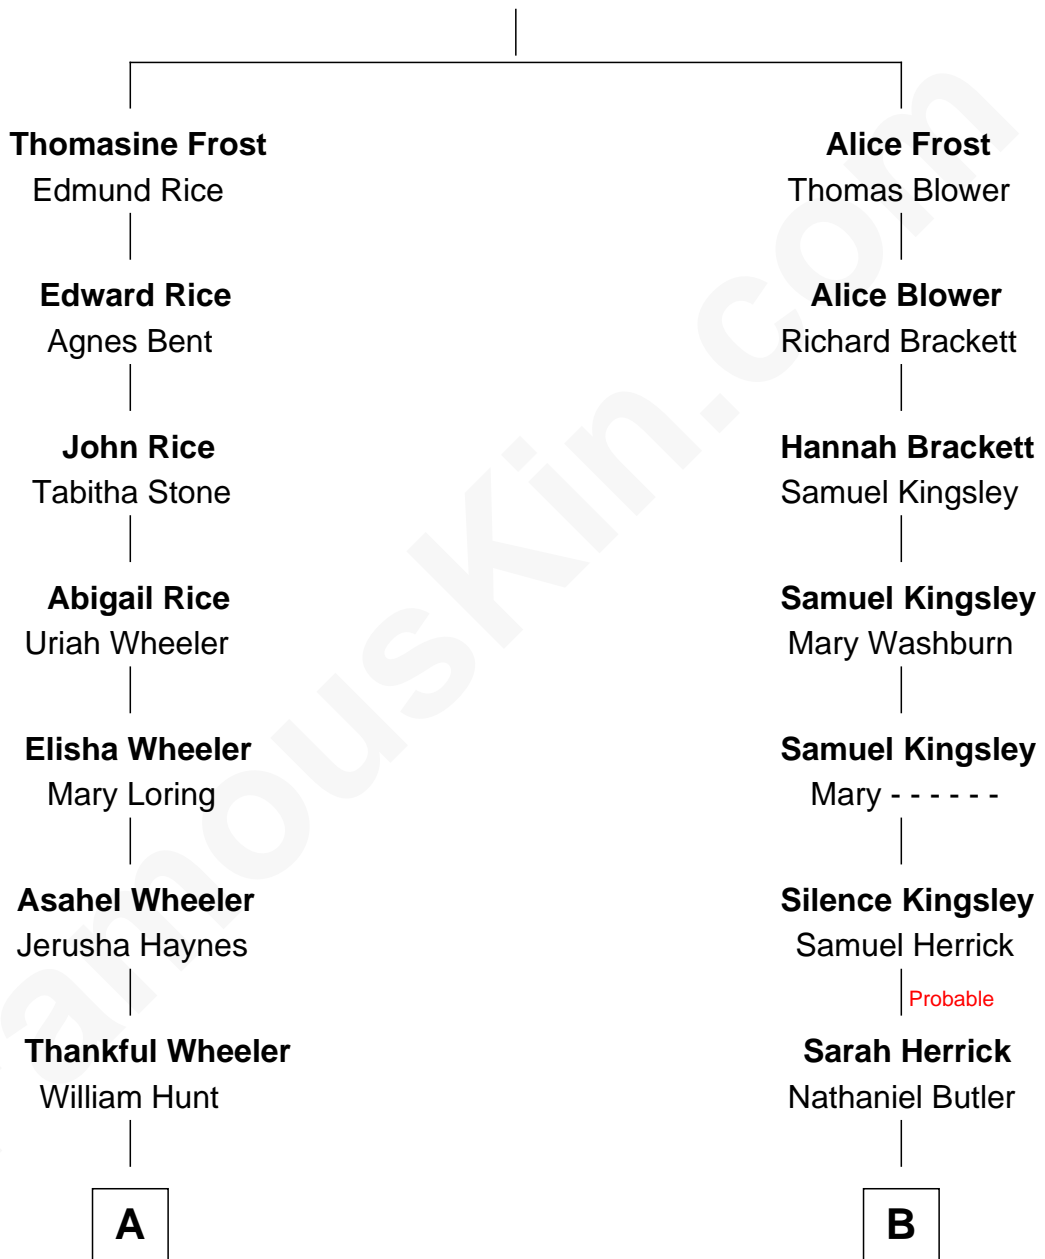 Thomasine Frost
Edmund Rice
Edward Rice
Agnes Bent
John Rice
Tabitha Stone
Abigail Rice
Uriah Wheeler
Elisha Wheeler
Mary Loring
Asahel Wheeler
Jerusha Haynes
Thankful Wheeler
William Hunt
A
Alice Frost
Thomas Blower
Alice Blower
Richard Brackett
Hannah Brackett
Samuel Kingsley
Samuel Kingsley
Mary Washburn
Samuel Kingsley
Mary - - - - - -
Silence Kingsley
Samuel Herrick
Probable
Sarah Herrick
Nathaniel Butler
B
amousKin.com